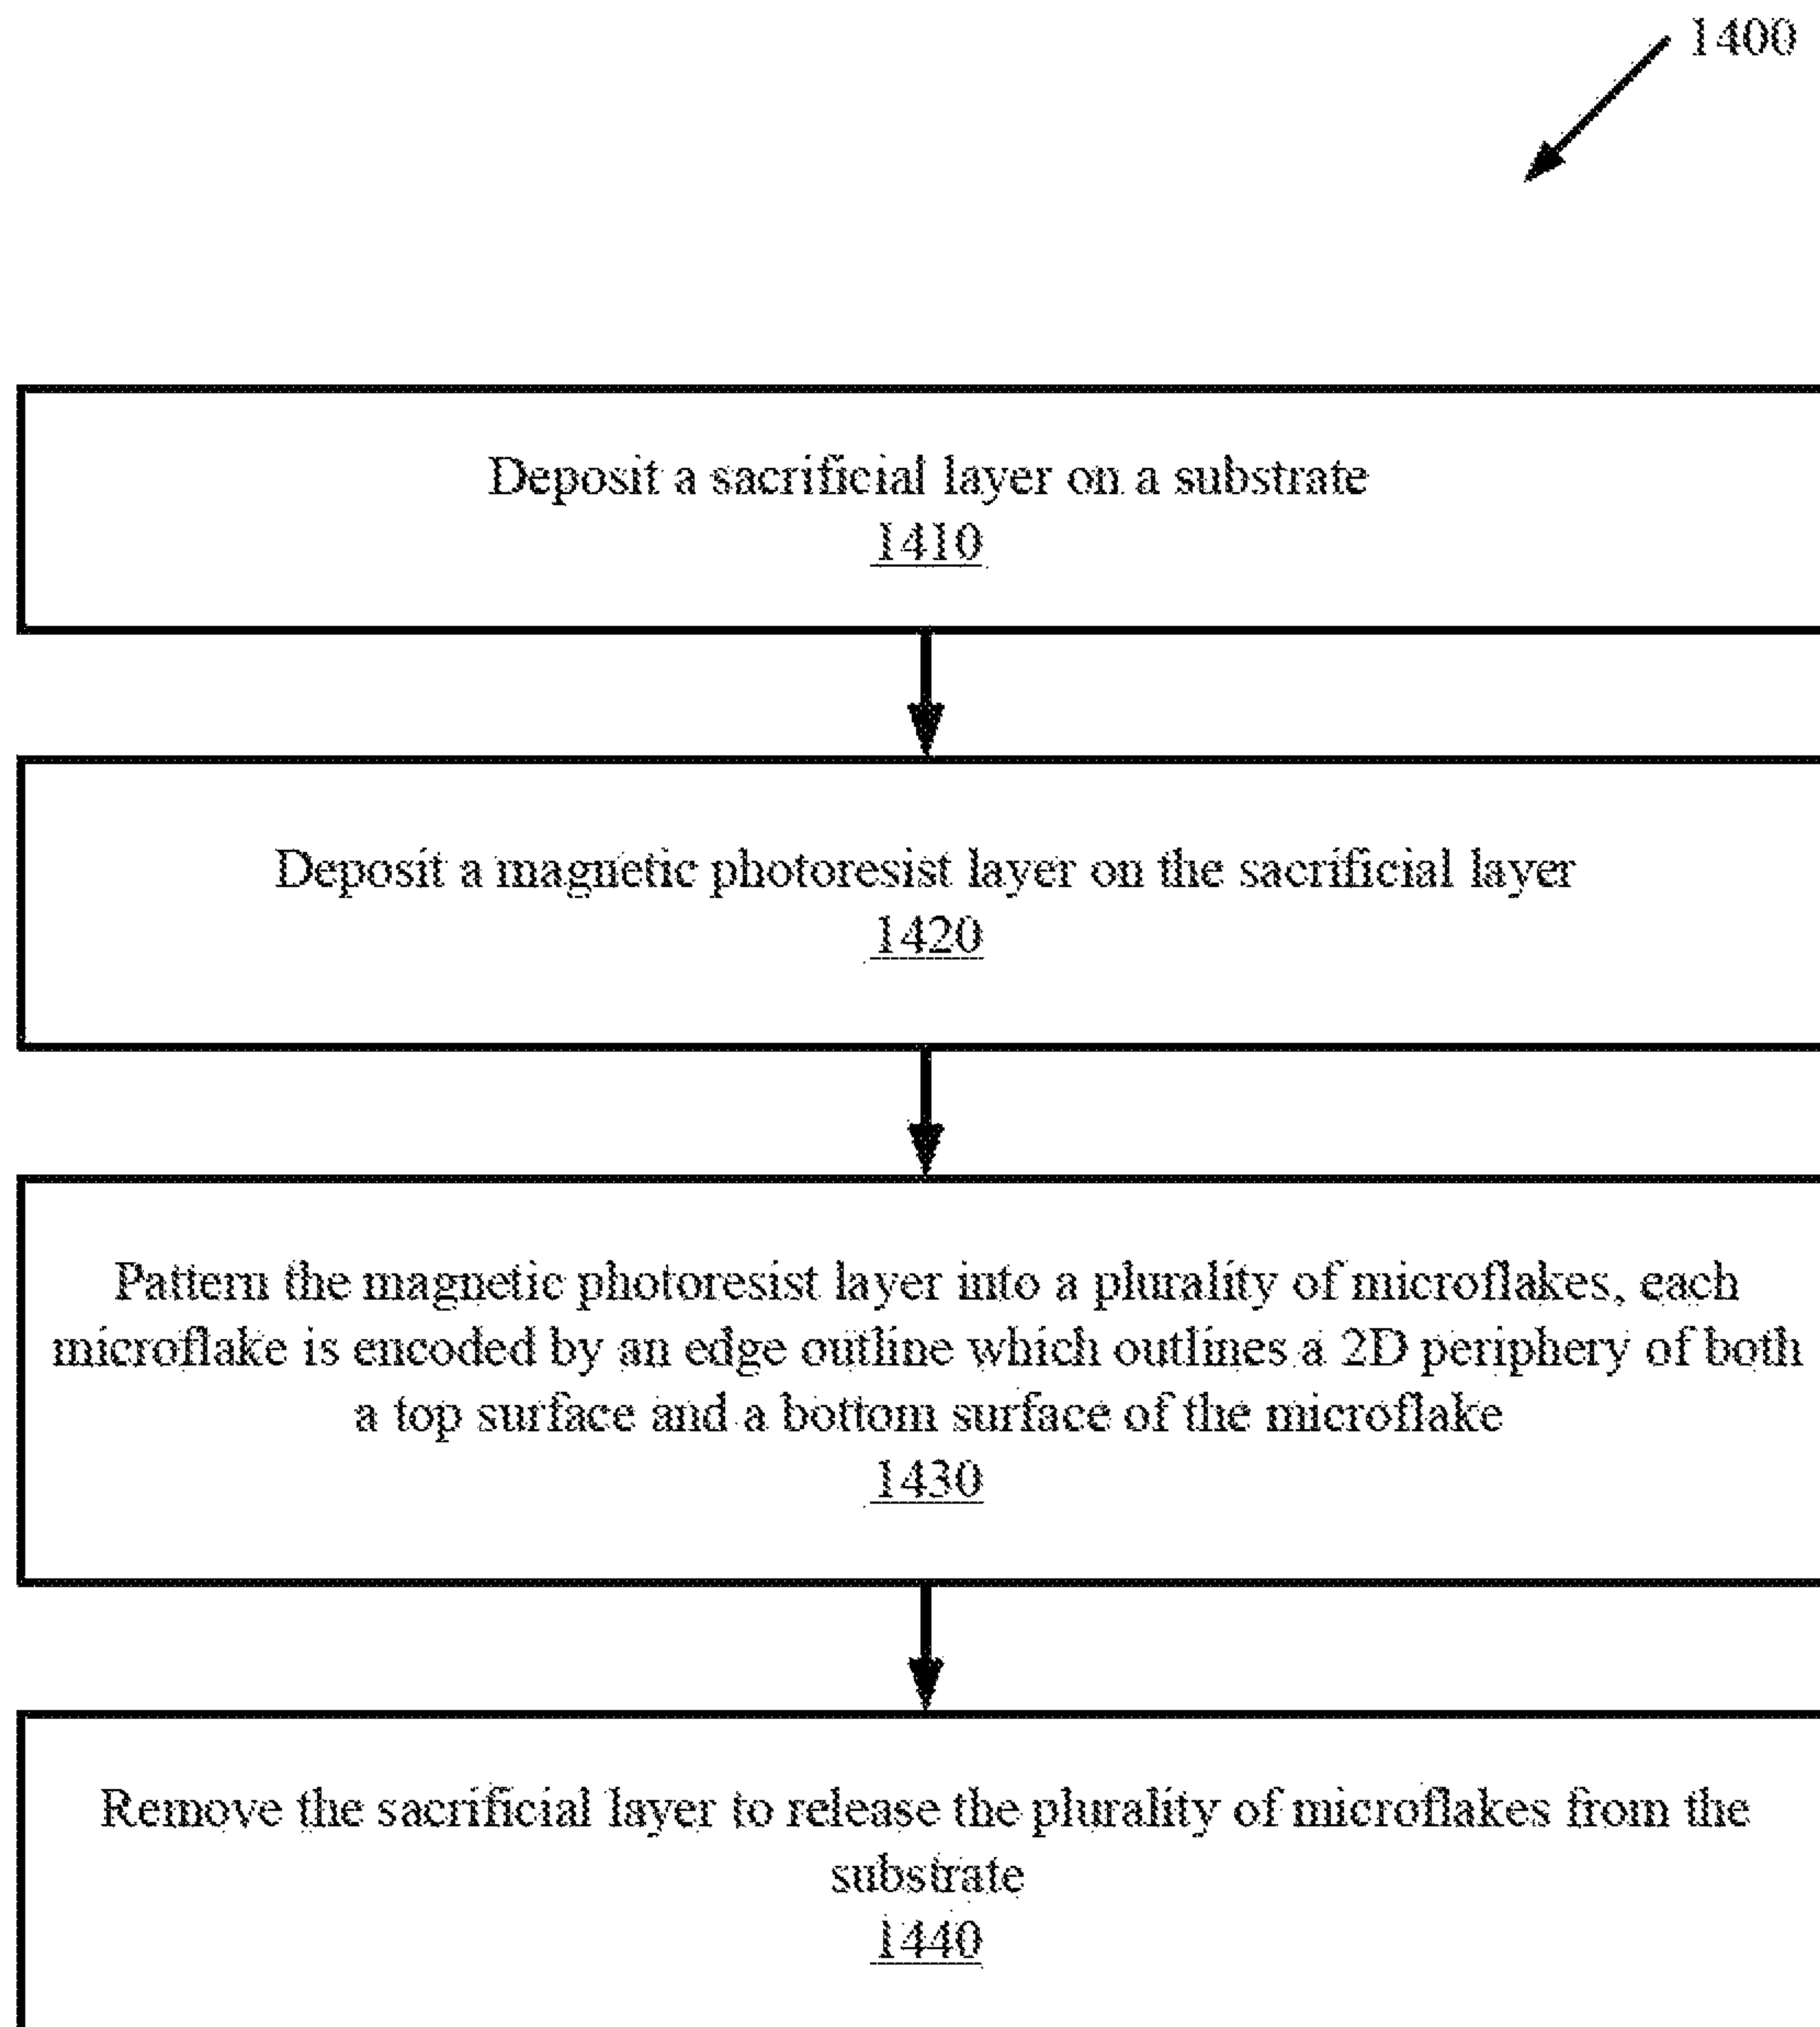 1400
Deposit a sacrificial layer on a substrate
1410
Deposit a magnetic photoresist layer on the sacrificial layer
1420
Pattern the magnetic photoresist layer into a plurality of microflakes, each
microflake is encoded by an edge outline which outlines a 2D periphery of both
a top surface and a bottom surface of the microflake
1430
Remove the sacrificial layer to release the plurality of microflakes from the
substrate
1440